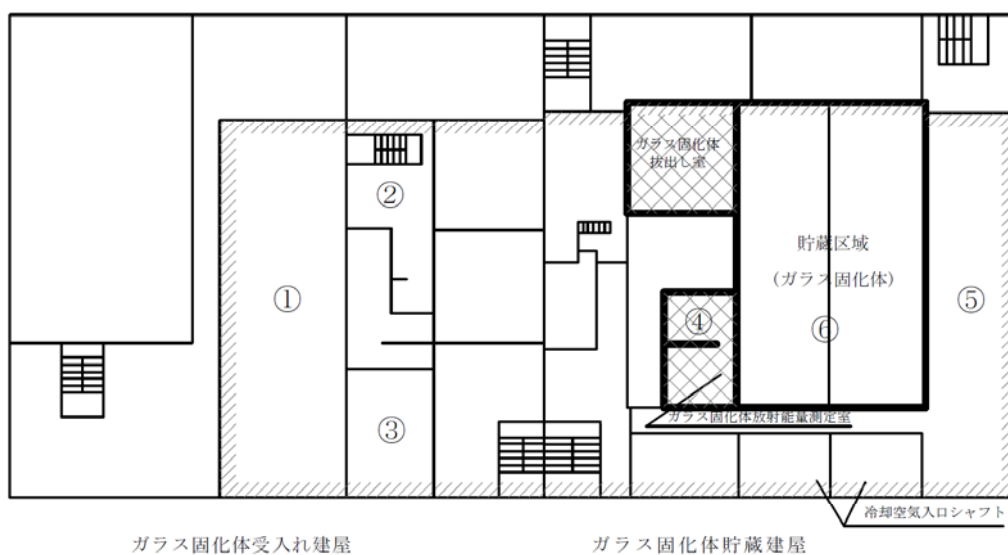 ガラス固化体
抜出し室
②
貯蔵区域
(ガラス固化体)
①
⑤
④
⑥
ガラス固化体放射能量測定室
③
冷却空気入口シャフト
ガラス固化体受入れ建屋
ガラス固化体貯蔵建屋